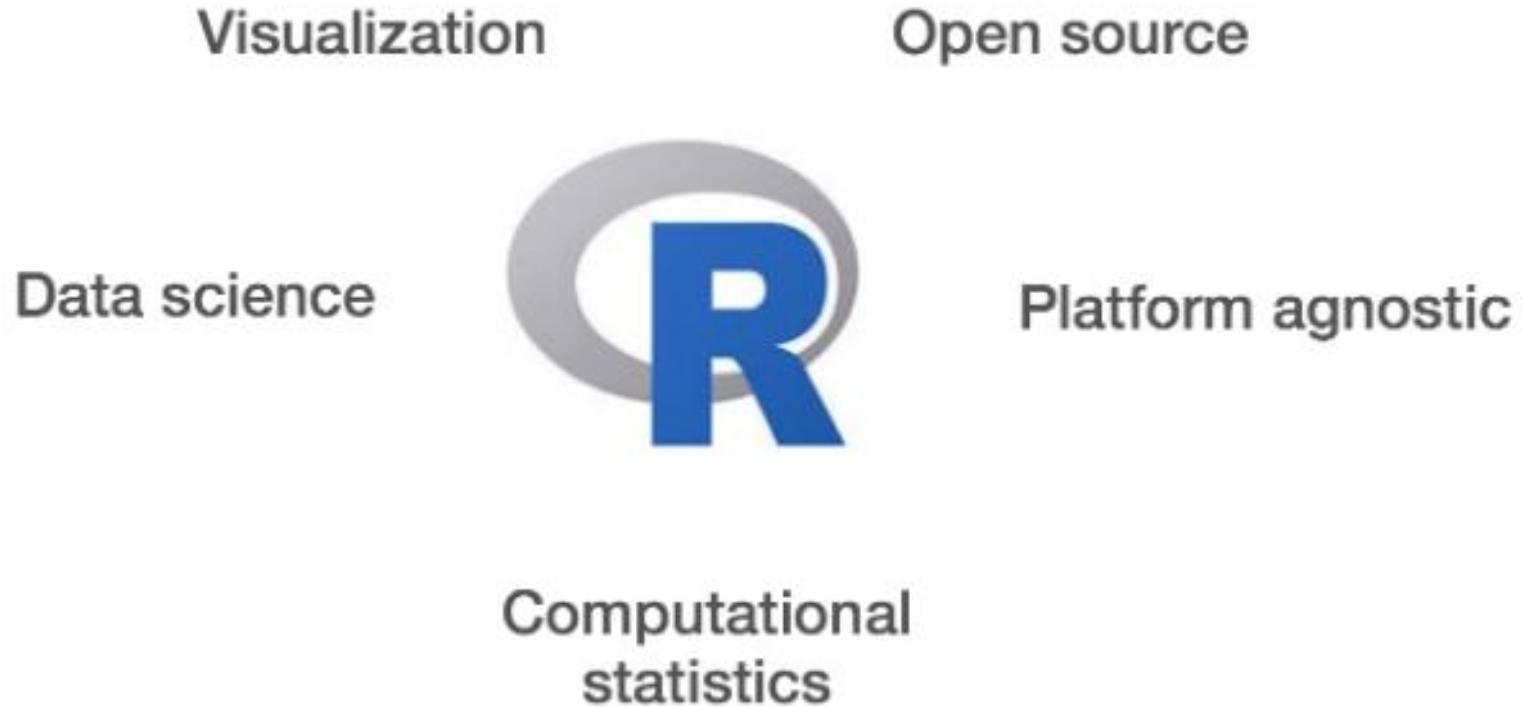 Visualization
Open source
R
Data science
Platform agnostic
Computational
statistics